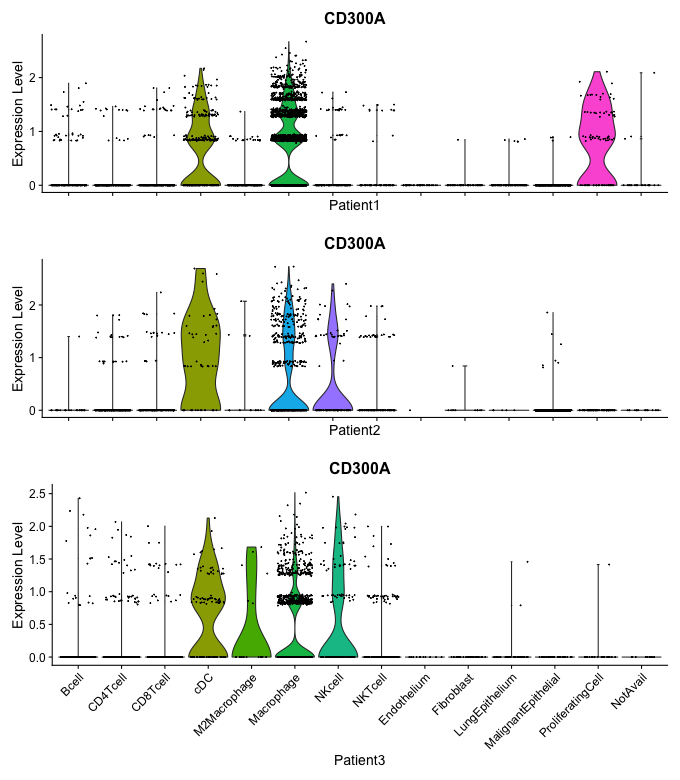 CD300A
Expression Level
2
1
0
Patient1
CD300A
Expression Level
2
1
0
Patient2
CD300A
Expression Level
2.5
2.0
1.5
1.0
0.5
0.0
Bcell
CD4Tcell
CD8Tcell
cDC
M2Macrophage
Macrophage
NKcell
NKTcell
Endothelium
Fibroblast
LungEpithelium
MalignantEpithelial
ProliferatingCell
NotAvail
Patient3